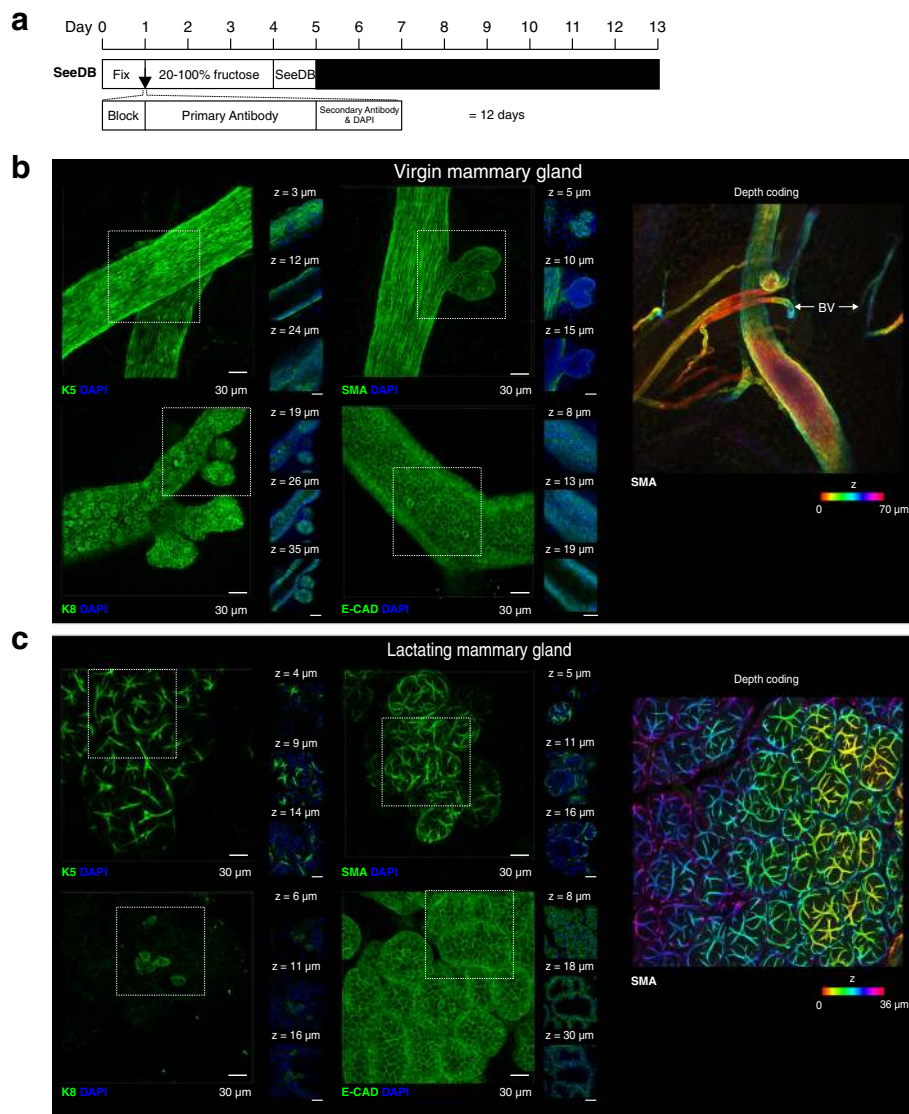 a
Day 0 1 2 3 4 5 6 7 8 9 10 11 12 13
SeeDB Fix 20-100% fructose SeeDB
Block Primary Antibody Secondary Antibody & DAPI = 12 days
b
Virgin mammary gland
z = 3 µm
z = 12 µm
z = 24 µm
K5 DAPI 30 µm
z = 5 µm
z = 10 µm
z = 15 µm
SMA DAPI 30 µm
Depth coding
BV
SMA
z
0 70 µm
z = 19 µm
z = 26 µm
z = 35 µm
K8 DAPI 30 µm
z = 8 µm
z = 13 µm
z = 19 µm
E-CAD DAPI 30 µm
c
Lactating mammary gland
z = 4 µm
z = 9 µm
z = 14 µm
K5 DAPI 30 µm
z = 5 µm
z = 11 µm
z = 16 µm
SMA DAPI 30 µm
Depth coding
SMA
z
0 36 µm
z = 6 µm
z = 11 µm
z = 16 µm
K8 DAPI 30 µm
z = 8 µm
z = 18 µm
z = 30 µm
E-CAD DAPI 30 µm